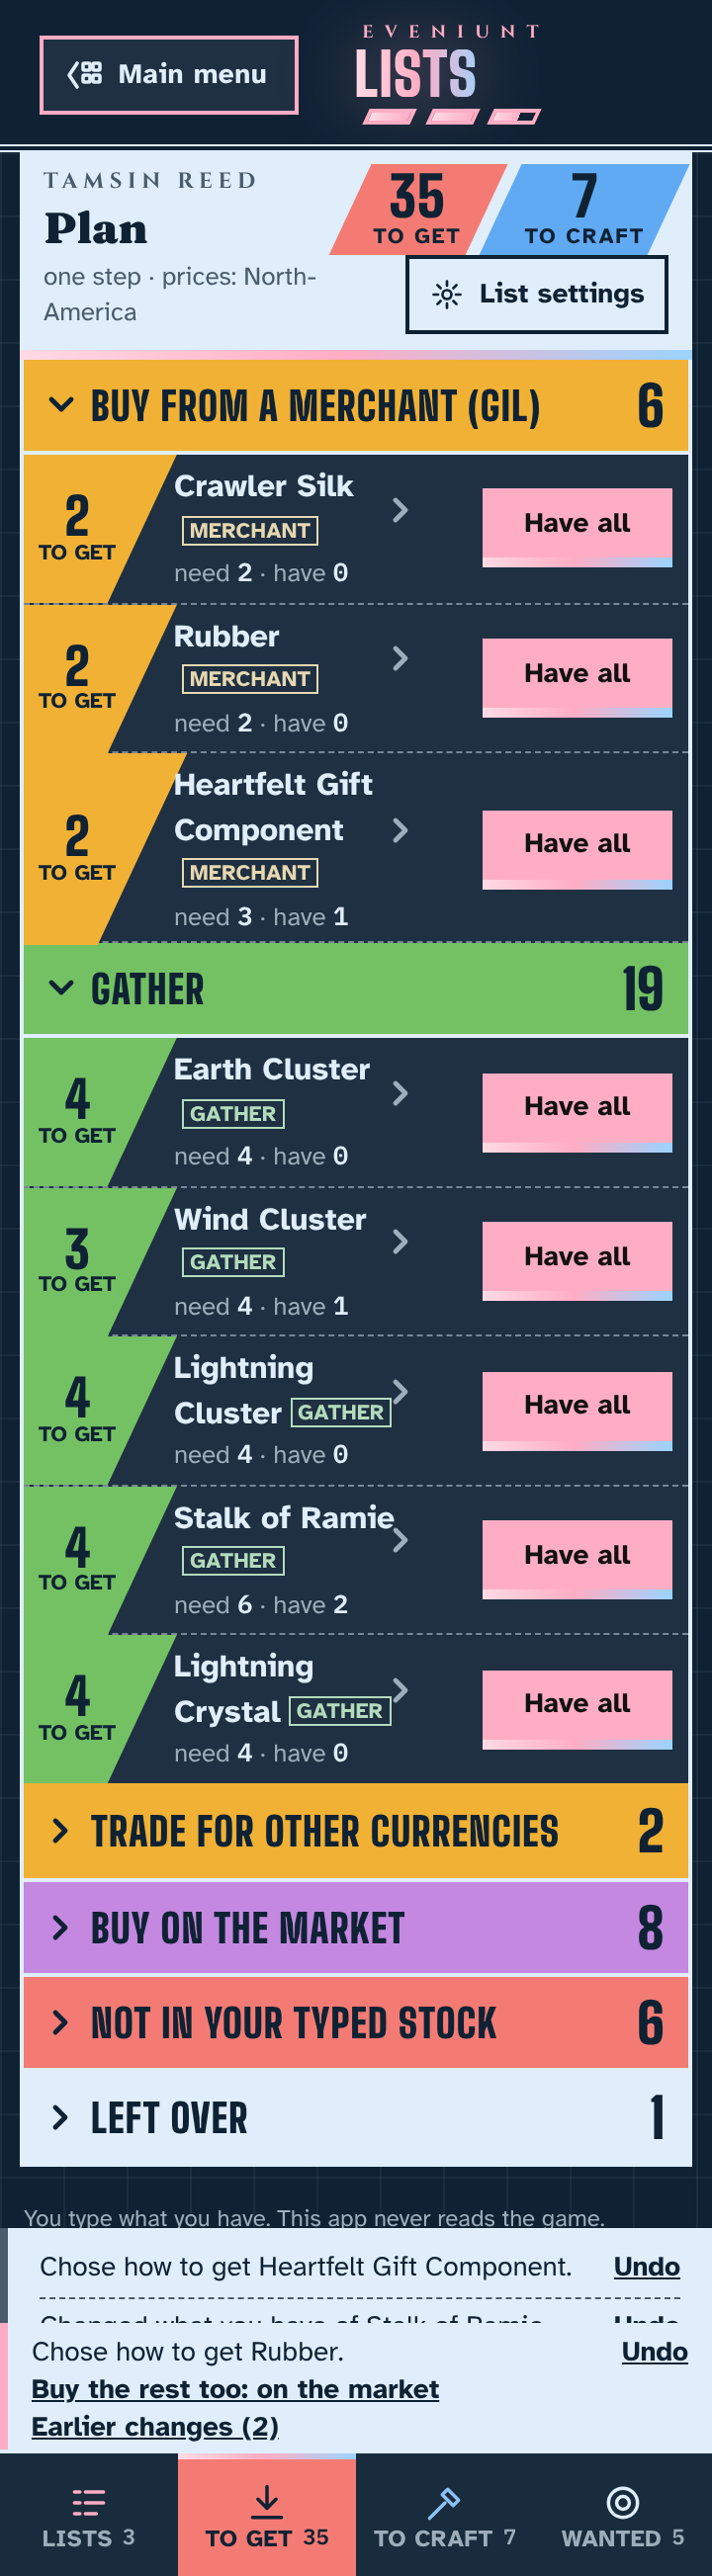 Main menu
EVENIUNT
LISTS
TAMSIN REED
Plan
one step · prices: North-
America
35
TO GET
7
TO CRAFT
List settings
BUY FROM A MERCHANT (GIL) 6
2
TO GET
Crawler Silk
MERCHANT
need 2 · have 0
Have all
2
TO GET
Rubber
MERCHANT
need 2 · have 0
Have all
2
TO GET
Heartfelt Gift
Component
MERCHANT
need 3 · have 1
Have all
GATHER 19
4
TO GET
Earth Cluster
GATHER
need 4 · have 0
Have all
3
TO GET
Wind Cluster
GATHER
need 4 · have 1
Have all
4
TO GET
Lightning
Cluster GATHER
need 4 · have 0
Have all
4
TO GET
Stalk of Ramie
GATHER
need 6 · have 2
Have all
4
TO GET
Lightning
Crystal GATHER
need 4 · have 0
Have all
TRADE FOR OTHER CURRENCIES 2
BUY ON THE MARKET 8
NOT IN YOUR TYPED STOCK 6
LEFT OVER 1
You type what you have. This app never reads the game.
Chose how to get Heartfelt Gift Component. Undo
Changed what you have of Stalk of Ramie. Undo
Chose how to get Rubber. Undo
Buy the rest too: on the market
Earlier changes (2)
LISTS 3
TO GET 35
TO CRAFT 7
WANTED 5